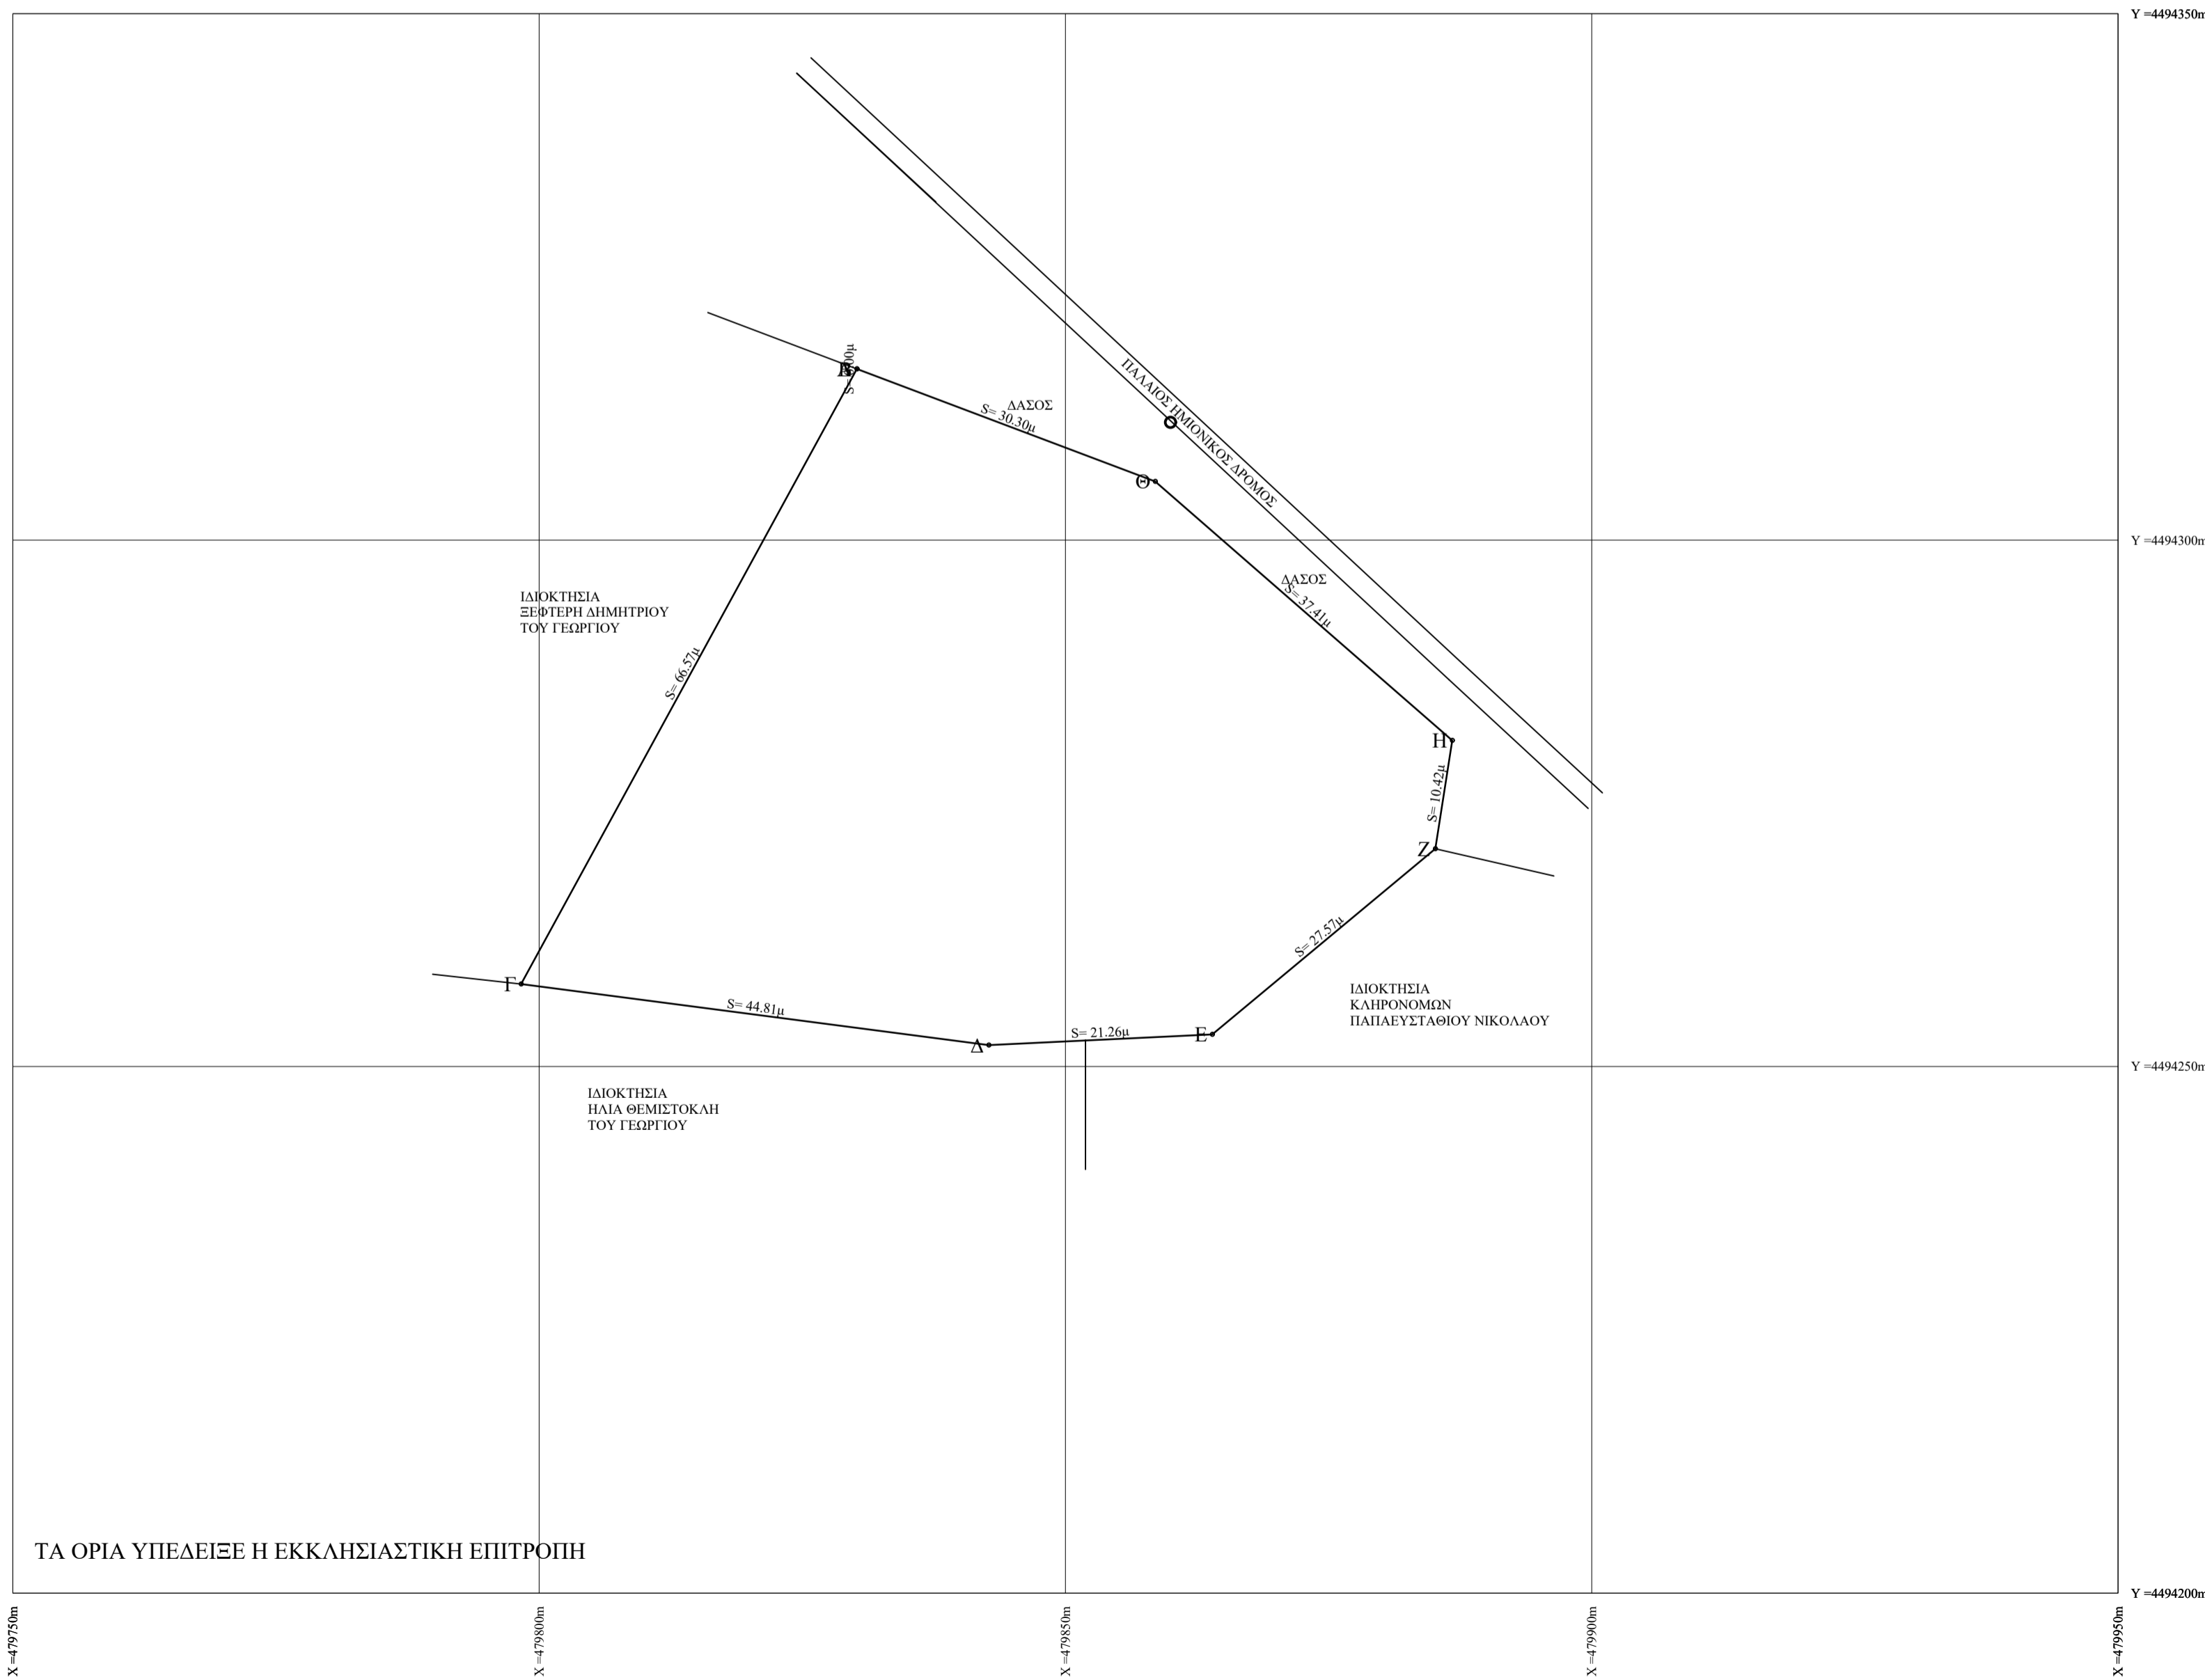 Y =4494350m
ΠΑΛΑΙΟΣ ΗΜΙΟΝΙΚΟΣ ΔΡΟΜΟΣ
ΔΑΣΟΣ
S= 30.30μ
Θ
Y =4494300m
ΔΑΣΟΣ
S= 37.41μ
ΙΔΙΟΚΤΗΣΙΑ
ΞΕΦΤΕΡΗ ΔΗΜΗΤΡΙΟΥ
ΤΟΥ ΓΕΩΡΓΙΟΥ
S= 66.57μ
Η
S= 10.42μ
Ζ
S= 27.57μ
Γ
S= 44.81μ
ΙΔΙΟΚΤΗΣΙΑ
ΚΛΗΡΟΝΟΜΩΝ
ΠΑΠΑΕΥΣΤΑΘΙΟΥ ΝΙΚΟΛΑΟΥ
Δ
S= 21.26μ
Ε
Y =4494250m
ΙΔΙΟΚΤΗΣΙΑ
ΗΛΙΑ ΘΕΜΙΣΤΟΚΛΗ
ΤΟΥ ΓΕΩΡΓΙΟΥ
ΤΑ ΟΡΙΑ ΥΠΕΔΕΙΞΕ Η ΕΚΚΛΗΣΙΑΣΤΙΚΗ ΕΠΙΤΡΟΠΗ
Y =4494200m
X =479750m
X =479800m
X =479850m
X =479900m
X =479950m